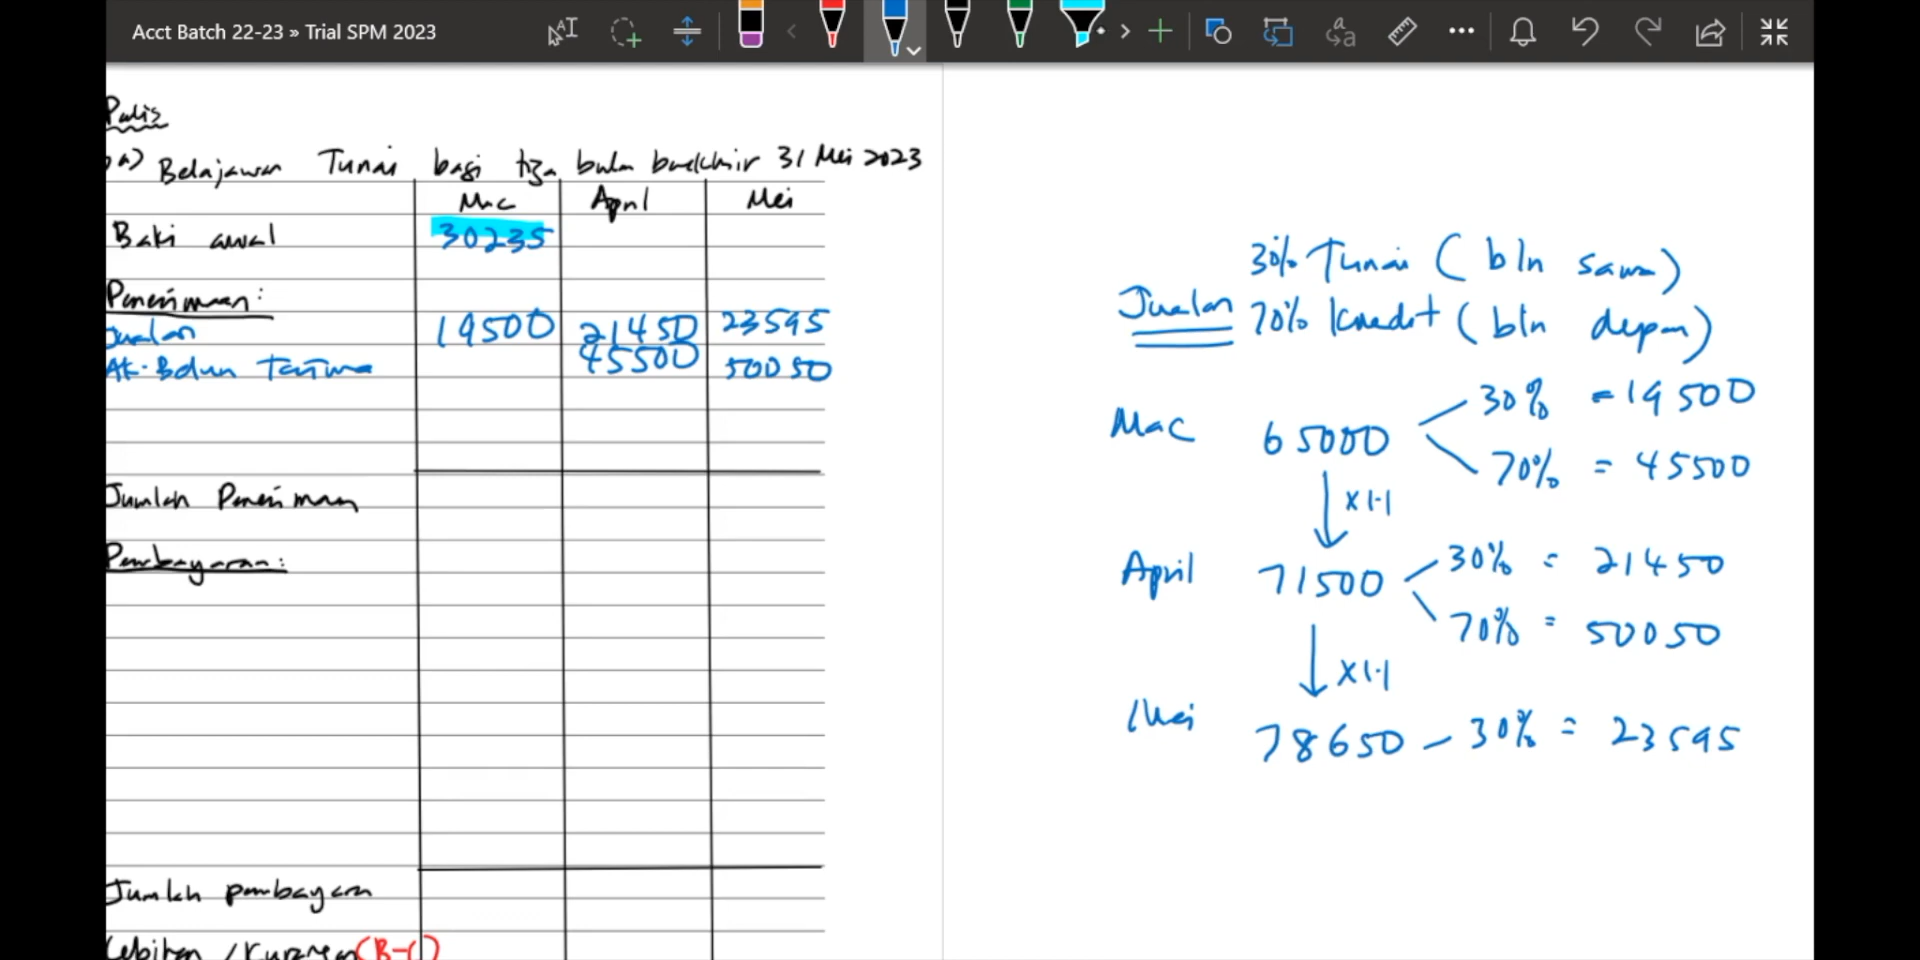 Acct Batch 22-23 » Trial SPM 2023
Perlis
a) Belanjawan Tunai bagi tiga bulan berakhir 31 Mei 2023
Mac April Mei
Baki awal 30235
Penerimaan:
Jualan 19500 21450 23595
Ak. Belum Terima 45500 50050
Jumlah Penerimaan
Pembayaran:
Jumlah pembayaran
Lebihan / Kurangan (B-C)
30% Tunai (bln sama)
Jualan 70% kredit (bln depan)
Mac 65000 30% = 19500
70% = 45500
x1.1
April 71500 30% = 21450
70% = 50050
x1.1
Mei 78650 - 30% = 23595